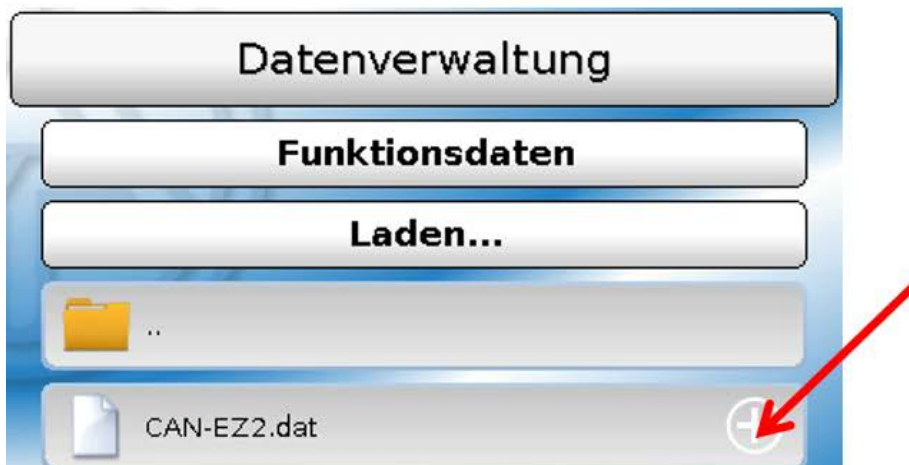 Datenverwaltung
Funktionsdaten
Laden...
..
CAN-EZ2.dat